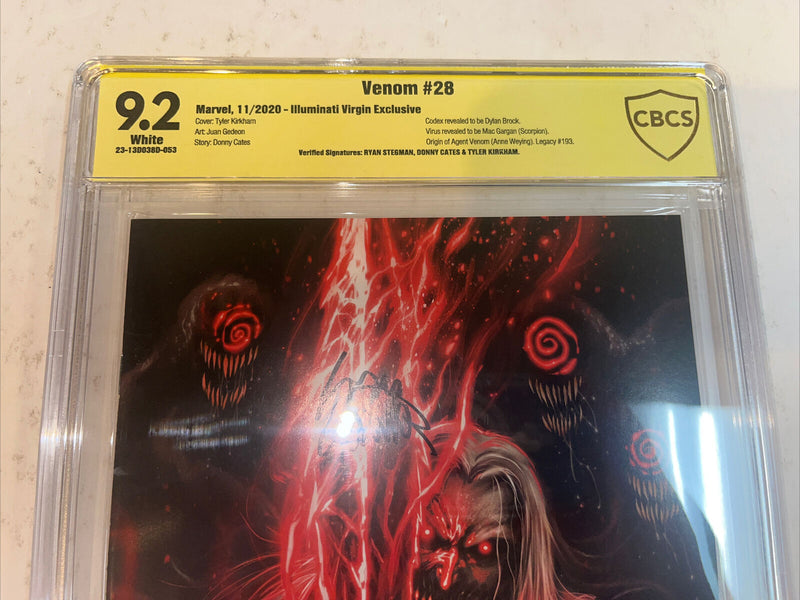 Venom #28
9.2
White
23-13D038D-053
Marvel, 11/2020 - Illuminati Virgin Exclusive
Cover: Tyler Kirkham
Art: Juan Gedeon
Story: Donny Cates
Codex revealed to be Dylan Brock.
Virus revealed to be Mac Gargan (Scorpion).
Origin of Agent Venom (Anne Weying). Legacy #193.
Verified Signatures: RYAN STEGMAN, DONNY CATES & TYLER KIRKHAM.
CBCS